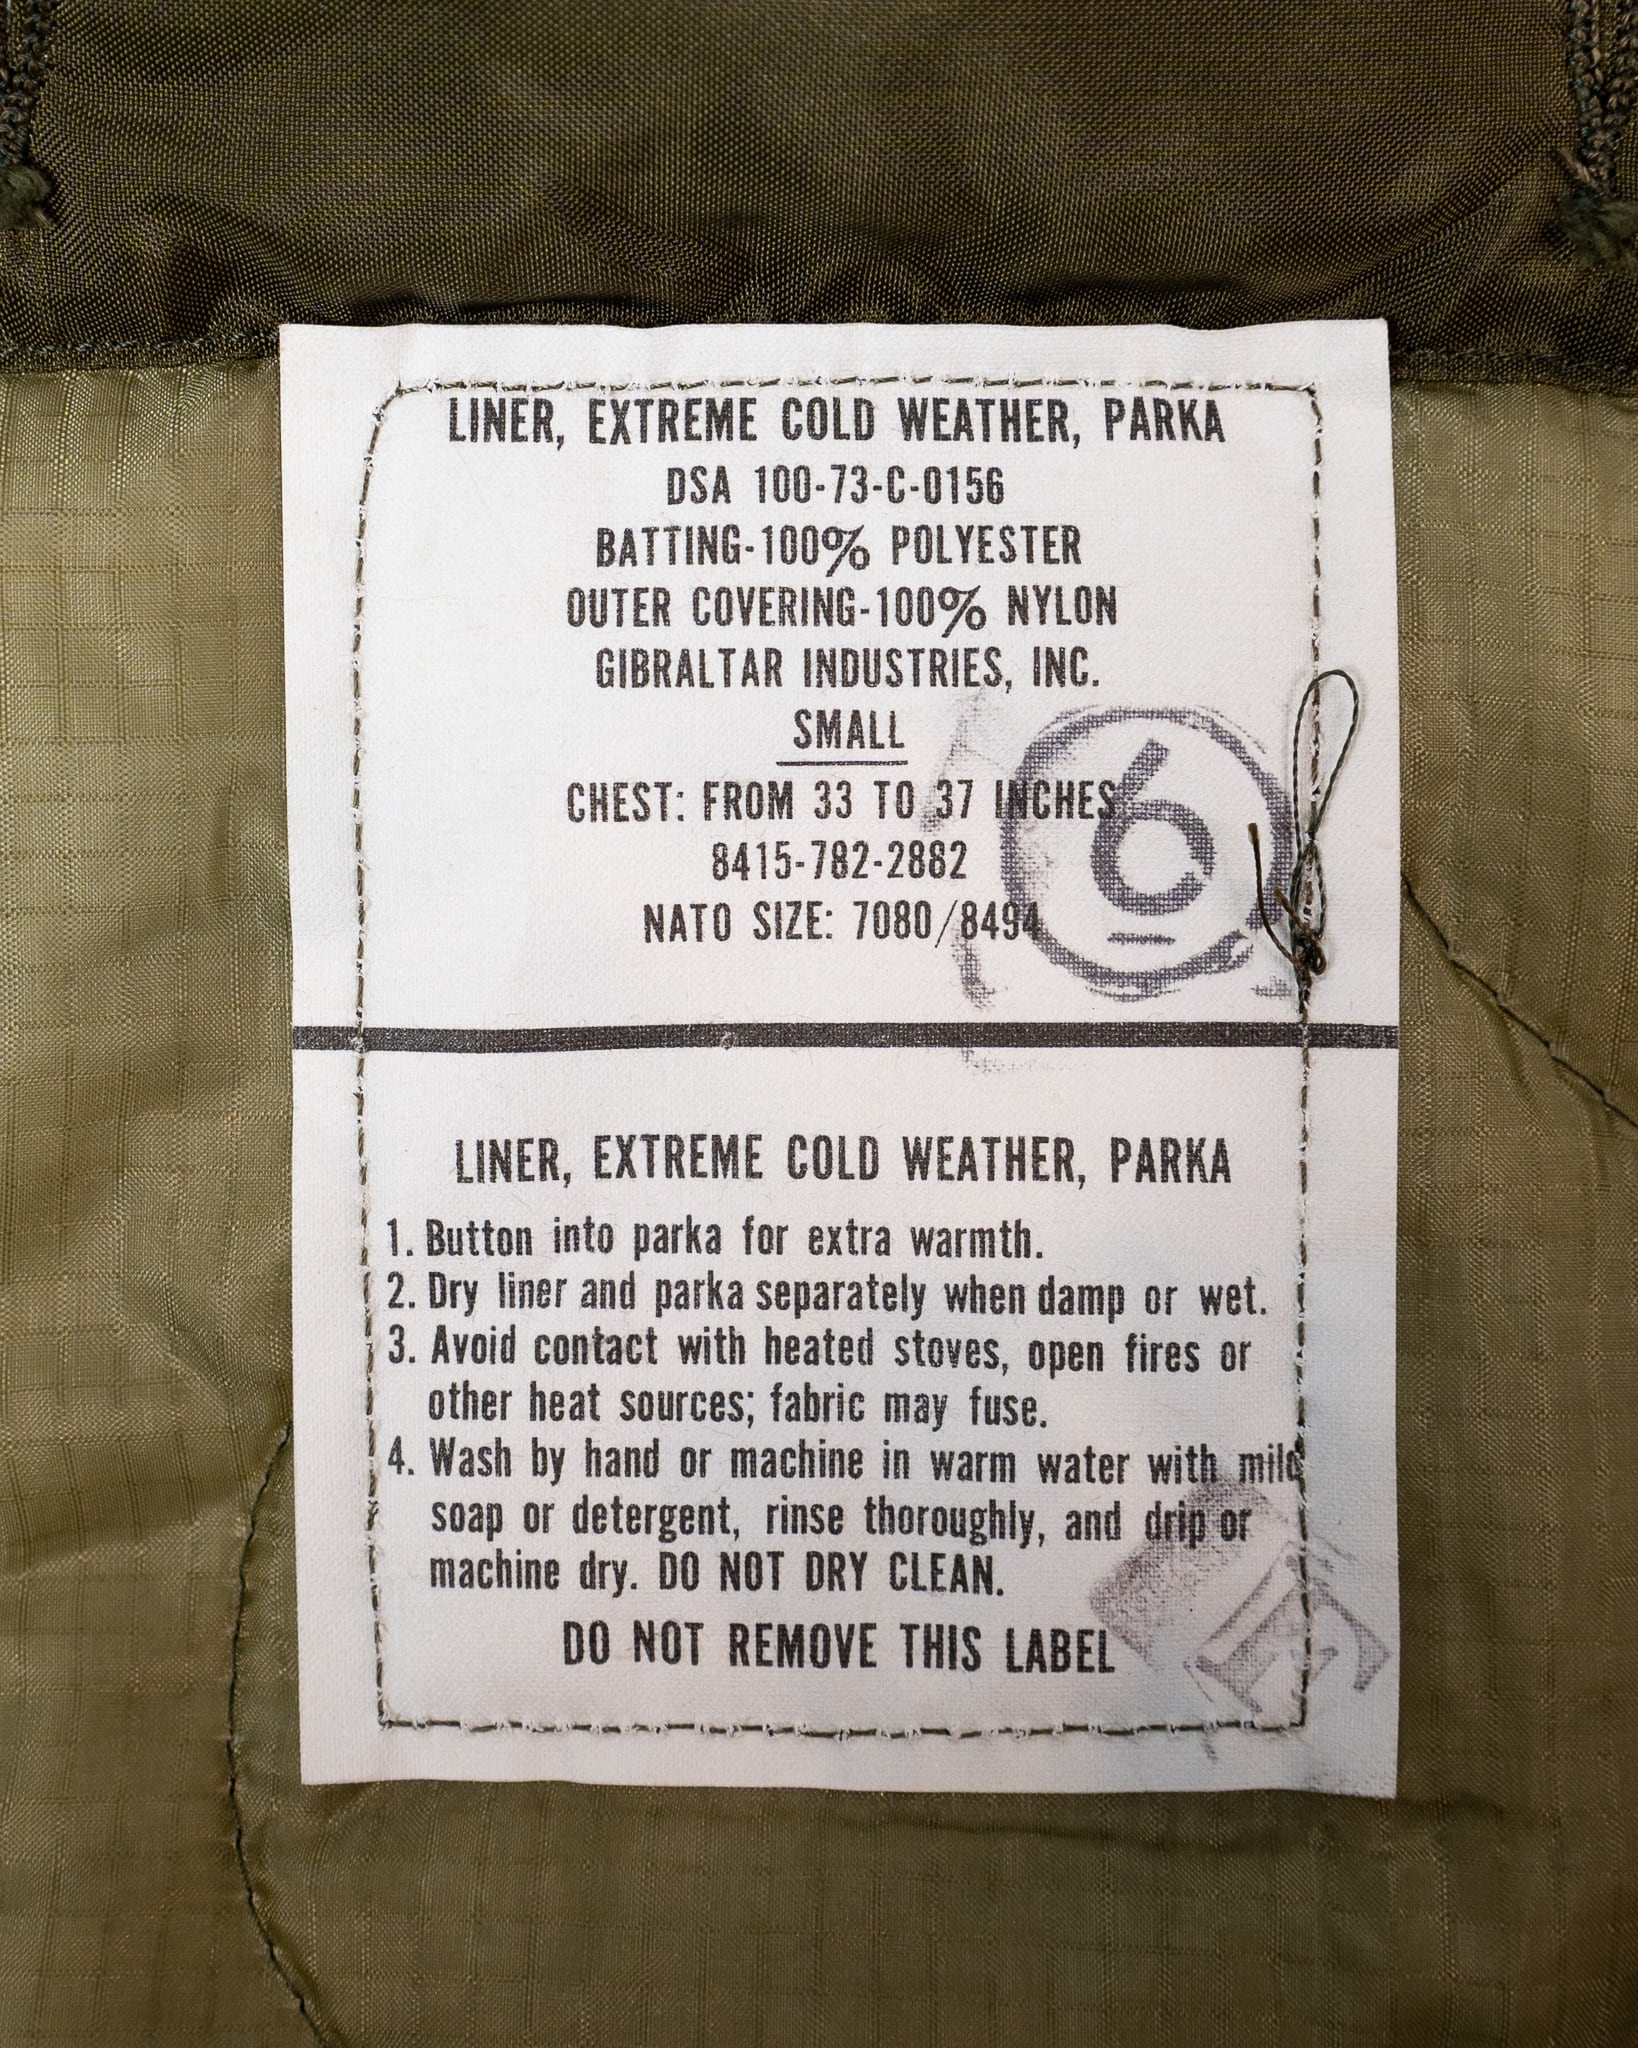 LINER, EXTREME COLD WEATHER, PARKA
DSA 100-73-C-0156
BATTING-100% POLYESTER
OUTER COVERING-100% NYLON
GIBRALTAR INDUSTRIES, INC.
SMALL
CHEST: FROM 33 TO 37 INCHES
8415-782-2882
NATO SIZE: 7080/8494
6
LINER, EXTREME COLD WEATHER, PARKA
1. Button into parka for extra warmth.
2. Dry liner and parka separately when damp or wet.
3. Avoid contact with heated stoves, open fires or
other heat sources; fabric may fuse.
4. Wash by hand or machine in warm water with mild
soap or detergent, rinse thoroughly, and drip or
machine dry. DO NOT DRY CLEAN.
DO NOT REMOVE THIS LABEL